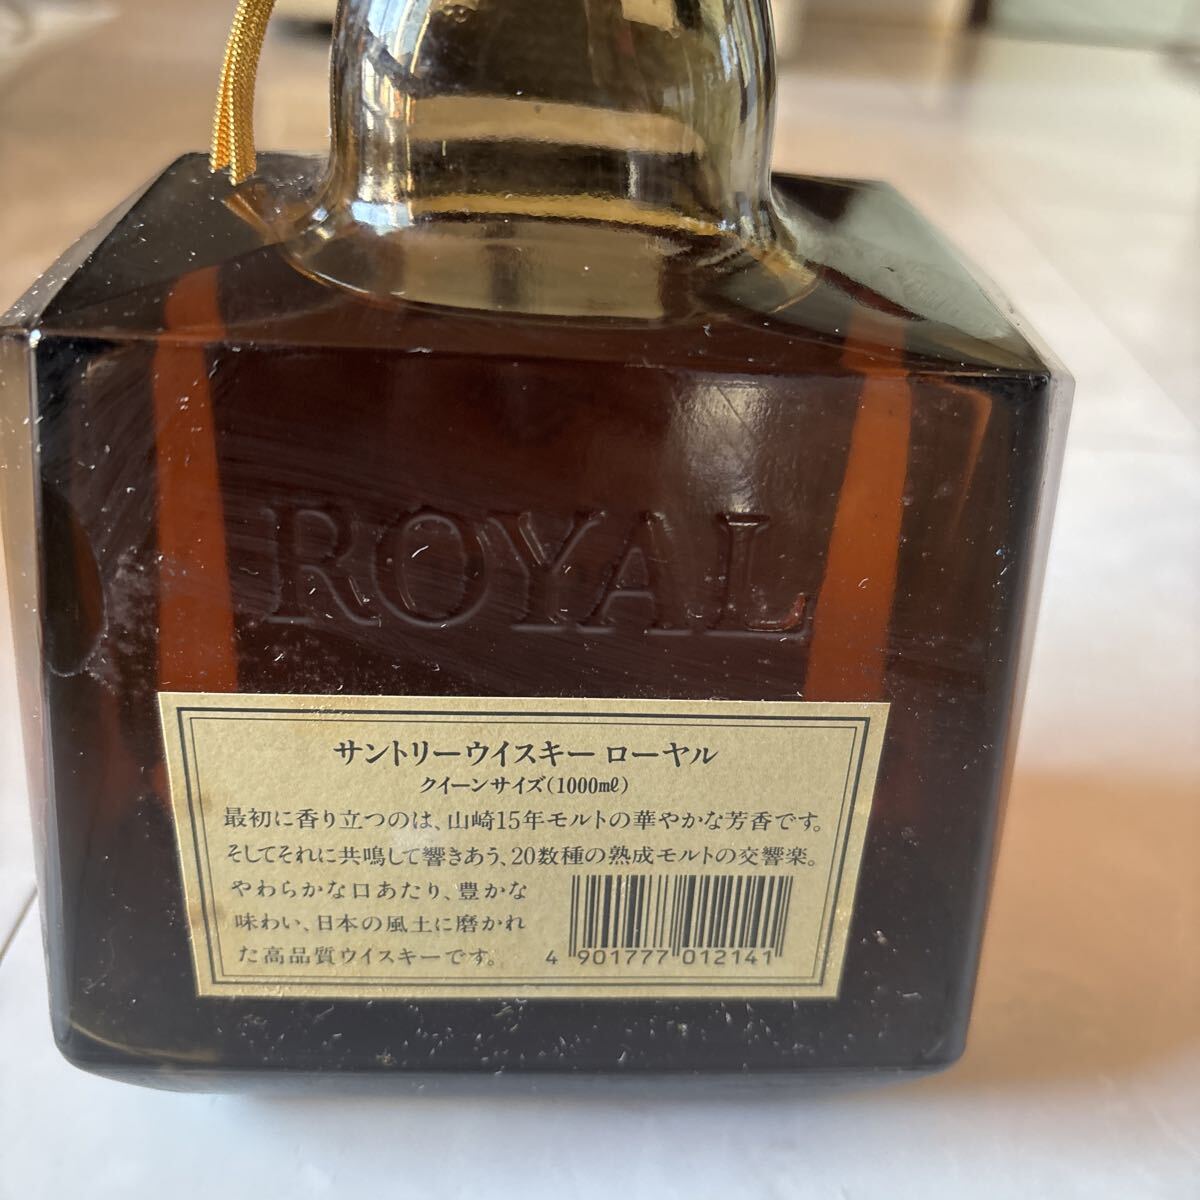 ROYAL
サントリーウイスキー ローヤル
クイーンサイズ(1000㎖)
最初に香り立つのは、山崎15年モルトの華やかな芳香です。
そしてそれに共鳴して響きあう、20数種の熟成モルトの交響楽。
やわらかな口あたり、豊かな
味わい、日本の風土に磨かれ
た高品質ウイスキーです。
4 901777 012141